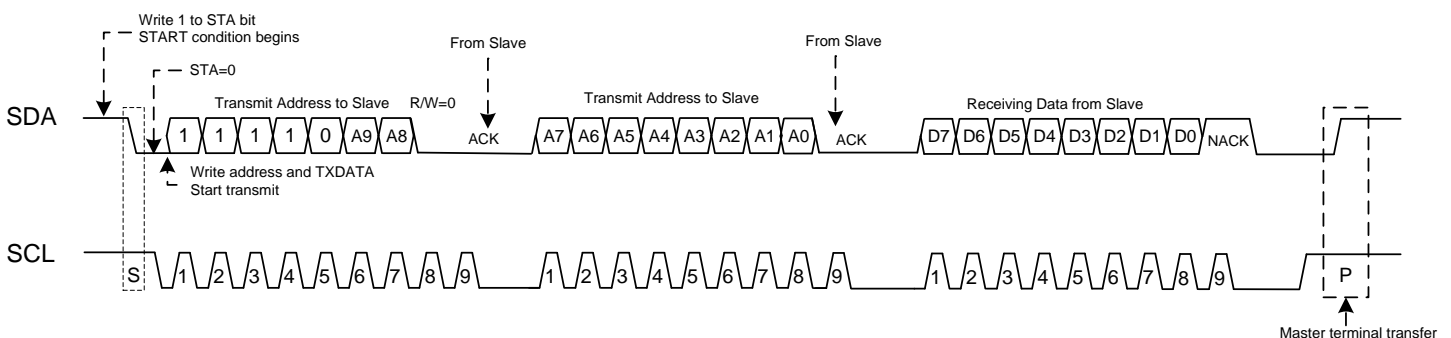 Write 1 to STA bit
START condition begins
STA=0
From Slave
From Slave
Transmit Address to Slave R/W=0
Transmit Address to Slave
Receiving Data from Slave
SDA
1 1 1 1 0 A9 A8 ACK A7 A6 A5 A4 A3 A2 A1 A0 ACK D7 D6 D5 D4 D3 D2 D1 D0 NACK
Write address and TXDATA
Start transmit
SCL
S 1 2 3 4 5 6 7 8 9 1 2 3 4 5 6 7 8 9 1 2 3 4 5 6 7 8 9 P
Master terminal transfer